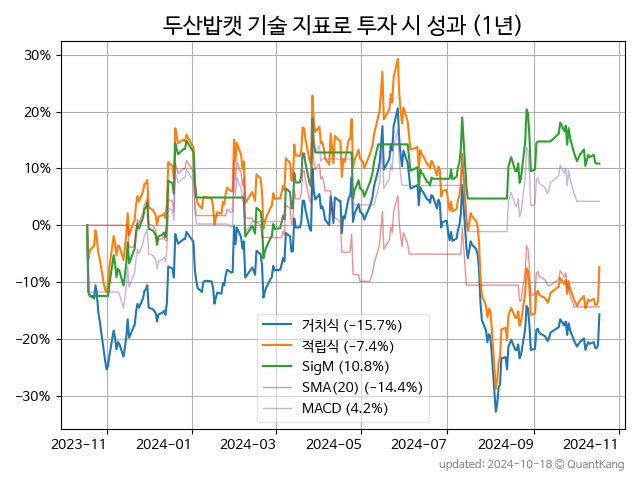 두산밥캣 기술 지표로 투자 시 성과 (1년)
30%
20%
10%
0%
−10%
−20%
−30%
거치식 (−15.7%)
적립식 (−7.4%)
SigM (10.8%)
SMA(20) (−14.4%)
MACD (4.2%)
2023−11 2024−01 2024−03 2024−05 2024−07 2024−09 2024−11
updated: 2024-10-18 © QuantKang